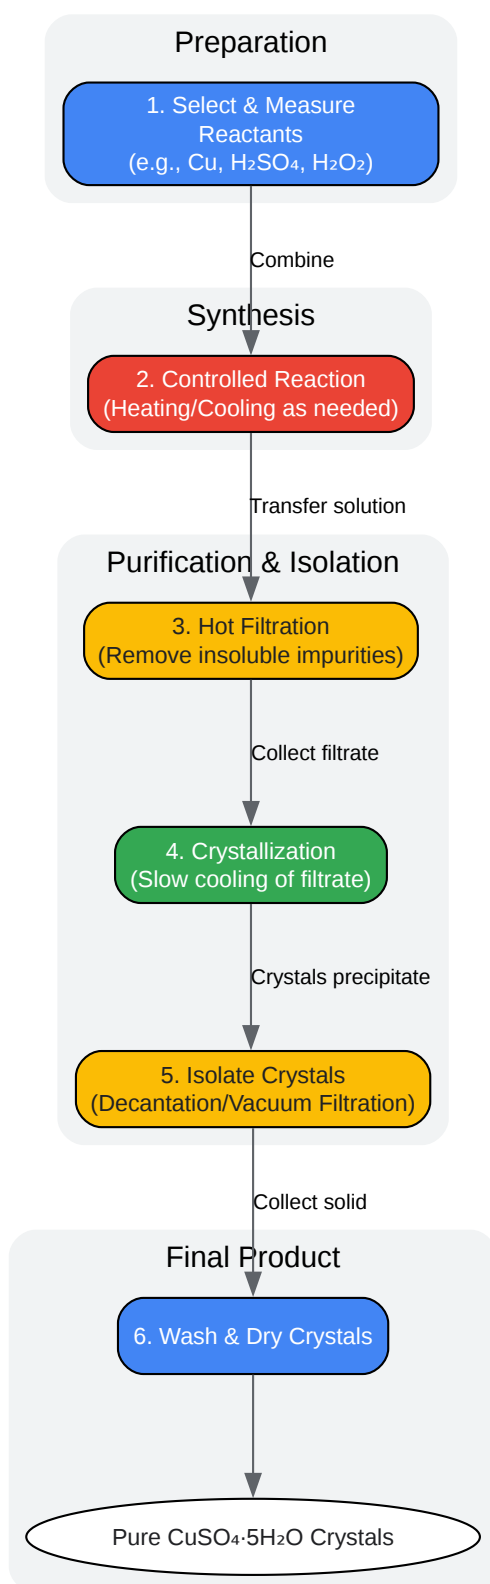 Preparation
1. Select & Measure
Reactants
(e.g., Cu, H₂SO₄, H₂O₂)
Combine
Synthesis
2. Controlled Reaction
(Heating/Cooling as needed)
Transfer solution
Purification & Isolation
3. Hot Filtration
(Remove insoluble impurities)
Collect filtrate
4. Crystallization
(Slow cooling of filtrate)
Crystals precipitate
5. Isolate Crystals
(Decantation/Vacuum Filtration)
Collect solid
Final Product
6. Wash & Dry Crystals
Pure CuSO₄·5H₂O Crystals